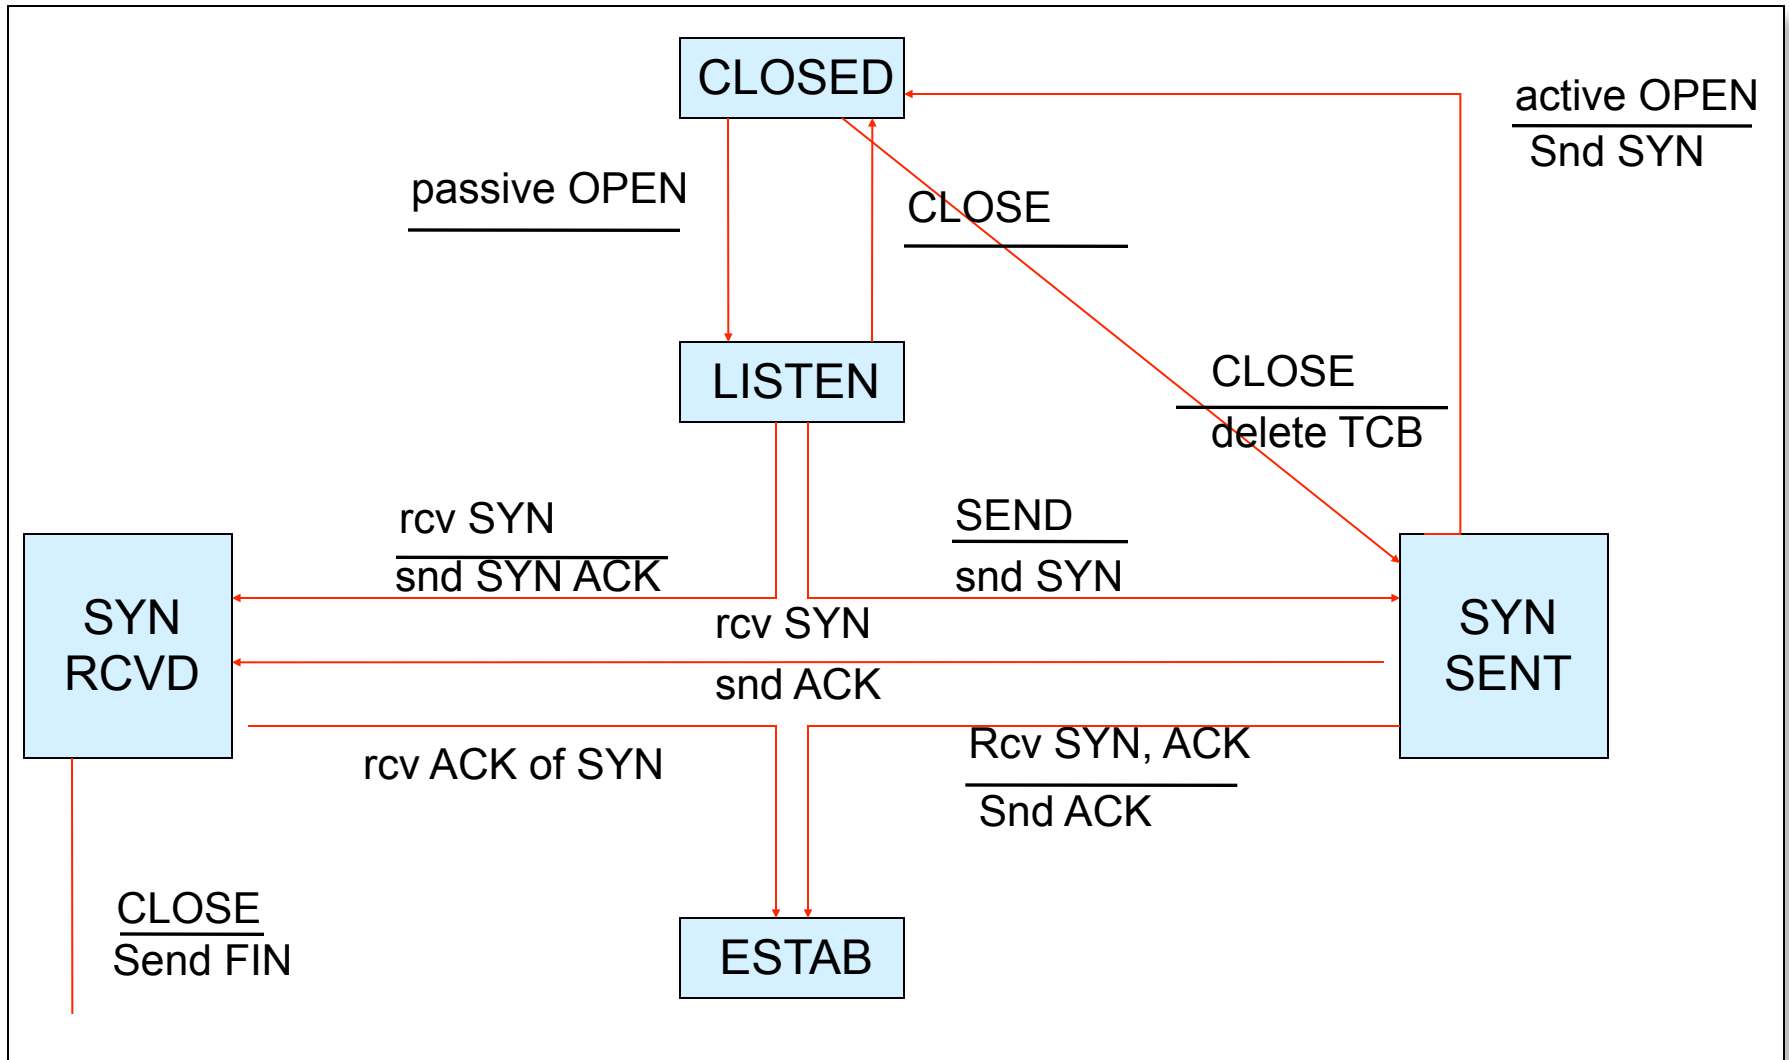 CLOSED
active OPEN
Snd SYN
passive OPEN
CLOSE
LISTEN
CLOSE
delete TCB
rcv SYN
snd SYN ACK
SEND
snd SYN
SYN
RCVD
rcv SYN
snd ACK
SYN
SENT
rcv ACK of SYN
Rcv SYN, ACK
Snd ACK
CLOSE
Send FIN
ESTAB